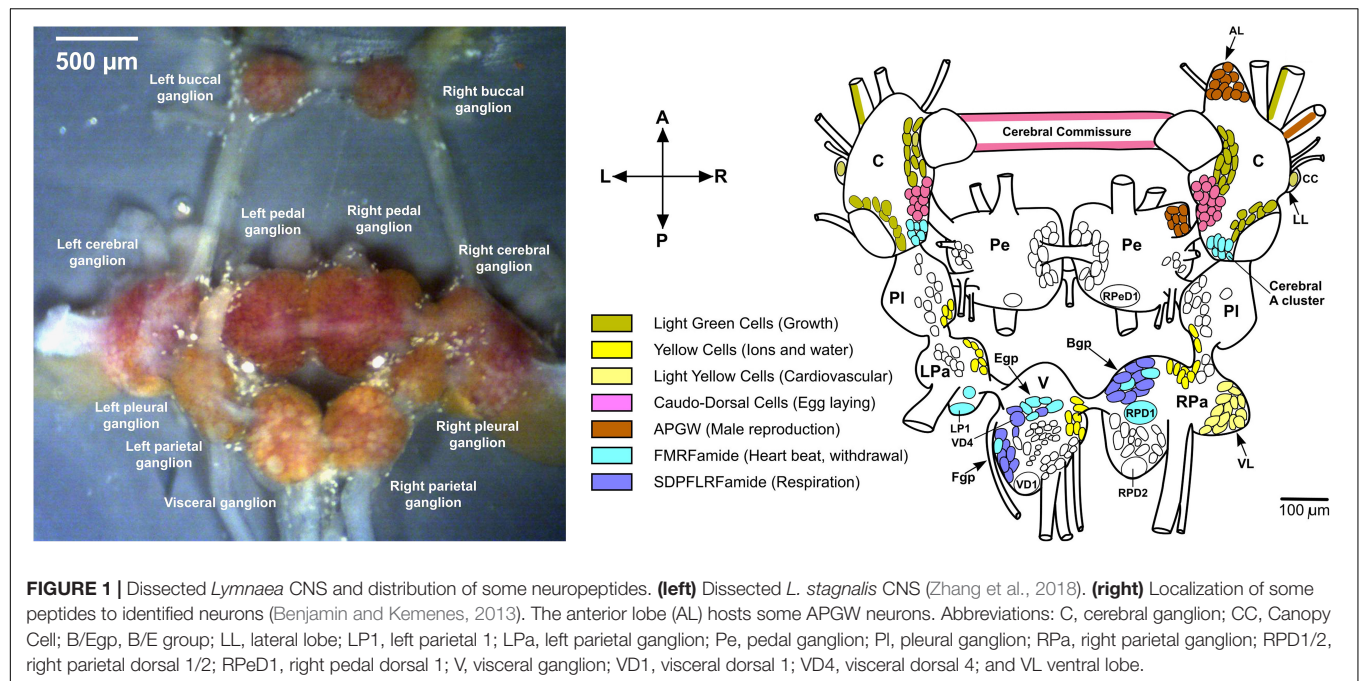 500 µm
Left buccal
ganglion
Right buccal
ganglion
Left pedal
ganglion
Right pedal
ganglion
Left cerebral
ganglion
Right cerebral
ganglion
Left pleural
ganglion
Left parietal
ganglion
Visceral ganglion
Right pleural
ganglion
Right parietal
ganglion
A
L
R
P
Light Green Cells (Growth)
Yellow Cells (Ions and water)
Light Yellow Cells (Cardiovascular)
Caudo-Dorsal Cells (Egg laying)
APGW (Male reproduction)
FMRFamide (Heart beat, withdrawal)
SDPFLRFamide (Respiration)
AL
Cerebral Commissure
C
C
CC
LL
Pe
Pe
RPeD1
Cerebral
A cluster
Pl
Pl
LPa
Egp
V
Bgp
RPD1
RPa
LP1
VD4
Fgp
VD1
RPD2
VL
100 µm
FIGURE 1 | Dissected Lymnaea CNS and distribution of some neuropeptides. (left) Dissected L. stagnalis CNS (Zhang et al., 2018). (right) Localization of some
peptides to identified neurons (Benjamin and Kemenes, 2013). The anterior lobe (AL) hosts some APGW neurons. Abbreviations: C, cerebral ganglion; CC, Canopy
Cell; B/Egp, B/E group; LL, lateral lobe; LP1, left parietal 1; LPa, left parietal ganglion; Pe, pedal ganglion; Pl, pleural ganglion; RPa, right parietal ganglion; RPD1/2,
right parietal dorsal 1/2; RPeD1, right pedal dorsal 1; V, visceral ganglion; VD1, visceral dorsal 1; VD4, visceral dorsal 4; and VL ventral lobe.